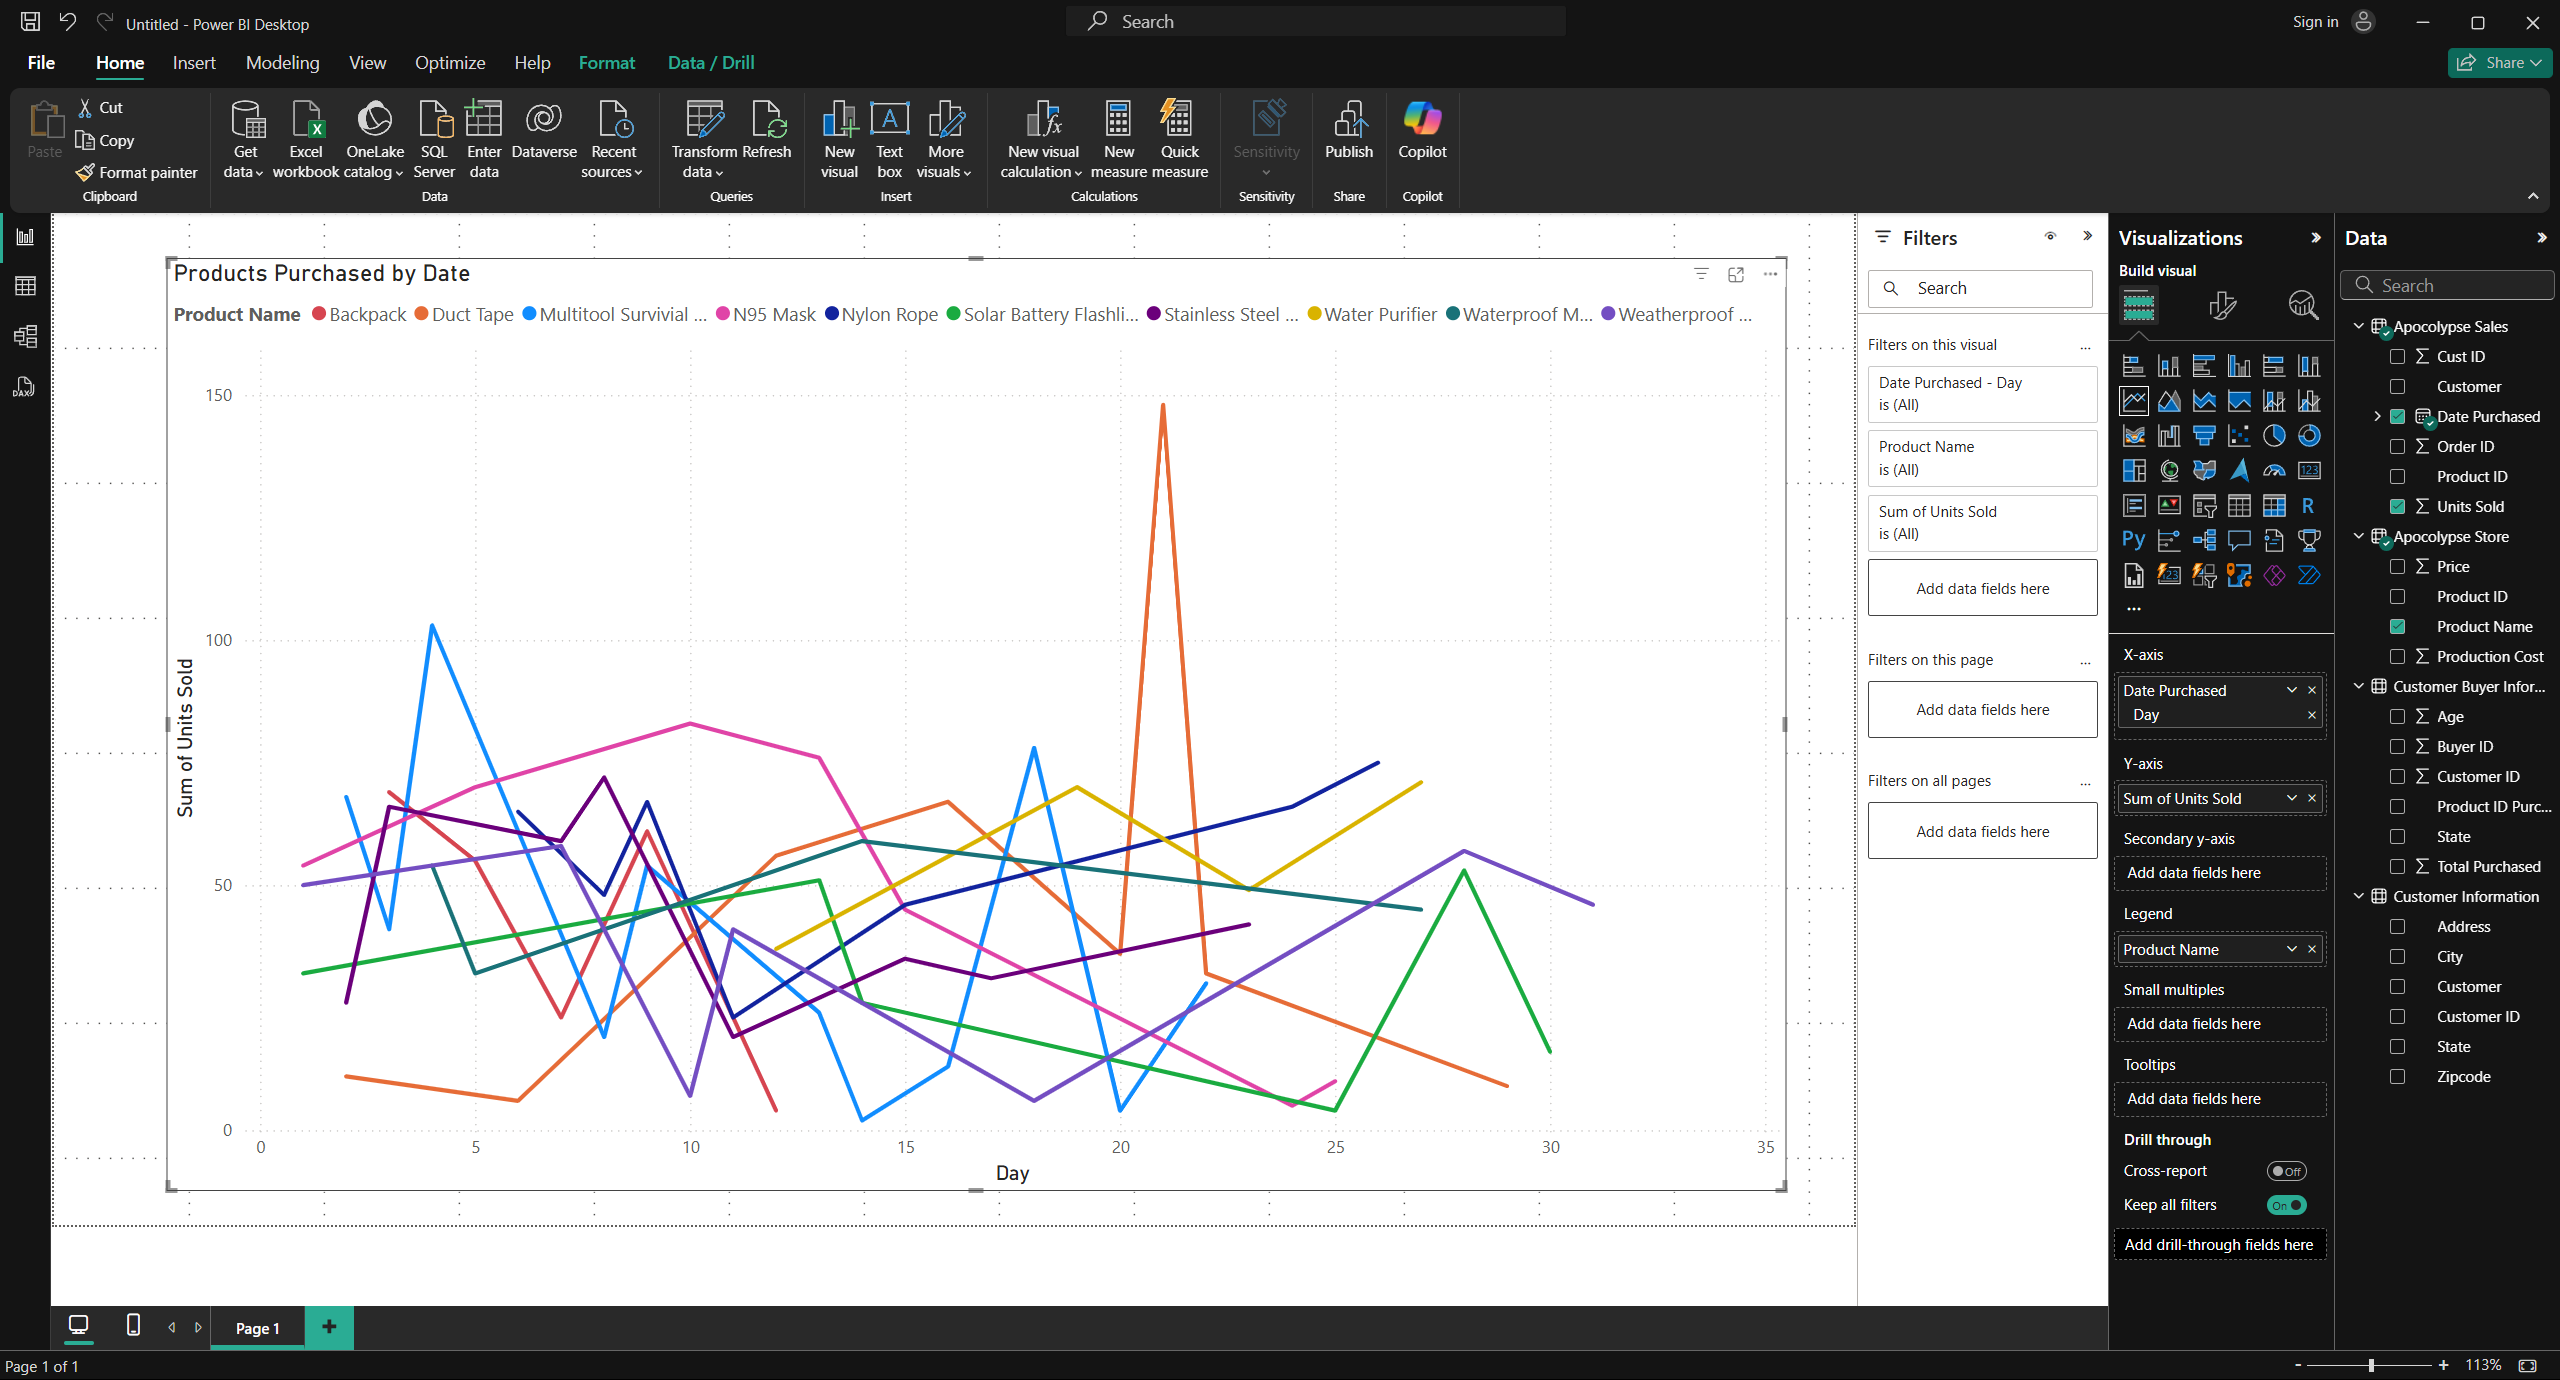 Untitled - Power BI Desktop
Search
Sign in
File Home Insert Modeling View Optimize Help Format Data / Drill
Share
Paste
Cut
Copy
Format painter
Clipboard
Get data
Excel workbook
OneLake catalog
SQL Server
Enter data
Dataverse
Recent sources
Data
Transform data
Refresh
Queries
New visual
Text box
More visuals
Insert
New visual calculation
New measure
Quick measure
Calculations
Sensitivity
Sensitivity
Publish
Share
Copilot
Copilot
Products Purchased by Date
Product Name Backpack Duct Tape Multitool Survivial ... N95 Mask Nylon Rope Solar Battery Flashli... Stainless Steel ... Water Purifier Waterproof M... Weatherproof ...
Sum of Units Sold
150
100
50
0
0 5 10 15 20 25 30 35
Day
Filters
Search
Filters on this visual ...
Date Purchased - Day
is (All)
Product Name
is (All)
Sum of Units Sold
is (All)
Add data fields here
Filters on this page ...
Add data fields here
Filters on all pages ...
Add data fields here
Visualizations
Build visual
123
R
Py
123
...
X-axis
Date Purchased
Day
Y-axis
Sum of Units Sold
Secondary y-axis
Add data fields here
Legend
Product Name
Small multiples
Add data fields here
Tooltips
Add data fields here
Drill through
Cross-report Off
Keep all filters On
Add drill-through fields here
Data
Search
Apocolypse Sales
Cust ID
Customer
Date Purchased
Order ID
Product ID
Units Sold
Apocolypse Store
Price
Product ID
Product Name
Production Cost
Customer Buyer Infor...
Age
Buyer ID
Customer ID
Product ID Purc...
State
Total Purchased
Customer Information
Address
City
Customer
Customer ID
State
Zipcode
DAX
Page 1
Page 1 of 1
- + 113%